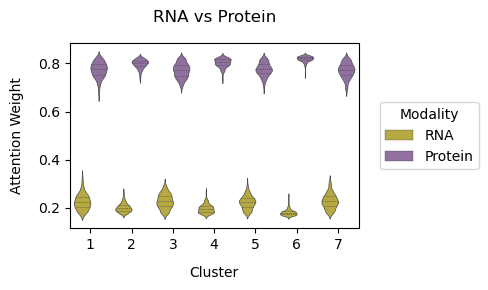 RNA vs Protein
Attention Weight
0.8
0.6
0.4
0.2
1 2 3 4 5 6 7
Cluster
Modality
RNA
Protein